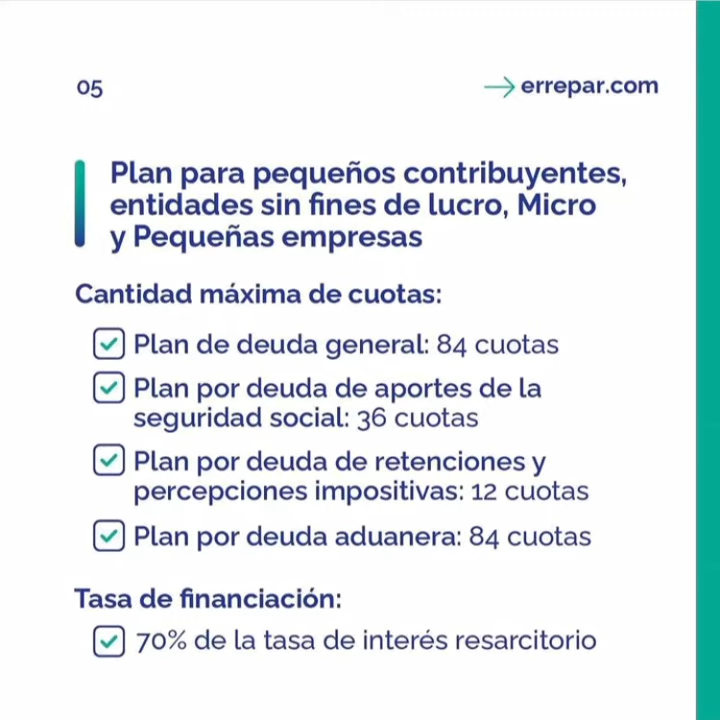 05
errepar.com
Plan para pequeños contribuyentes,
entidades sin fines de lucro, Micro
y Pequeñas empresas
Cantidad máxima de cuotas:
Plan de deuda general: 84 cuotas
Plan por deuda de aportes de la
seguridad social: 36 cuotas
Plan por deuda de retenciones y
percepciones impositivas: 12 cuotas
Plan por deuda aduanera: 84 cuotas
Tasa de financiación:
70% de la tasa de interés resarcitorio